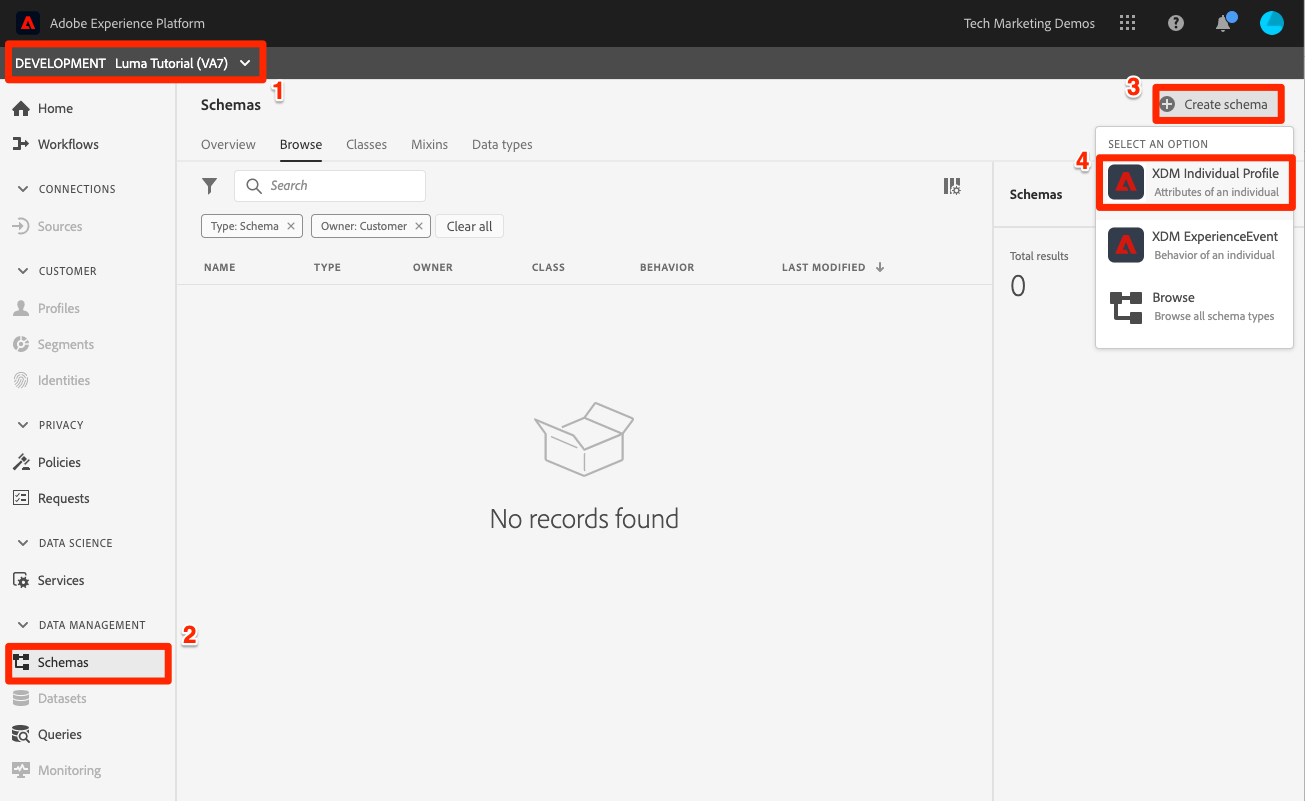 Adobe Experience Platform
Tech Marketing Demos
DEVELOPMENT Luma Tutorial (VA7)
1
Home
Workflows
CONNECTIONS
Sources
CUSTOMER
Profiles
Segments
Identities
PRIVACY
Policies
Requests
DATA SCIENCE
Services
DATA MANAGEMENT
2
Schemas
Datasets
Queries
Monitoring
Schemas
3
Create schema
Overview Browse Classes Mixins Data types
Search
Type: Schema Owner: Customer Clear all
NAME TYPE OWNER CLASS BEHAVIOR LAST MODIFIED
No records found
Schemas
Total results
0
SELECT AN OPTION
4
XDM Individual Profile
Attributes of an individual
XDM ExperienceEvent
Behavior of an individual
Browse
Browse all schema types